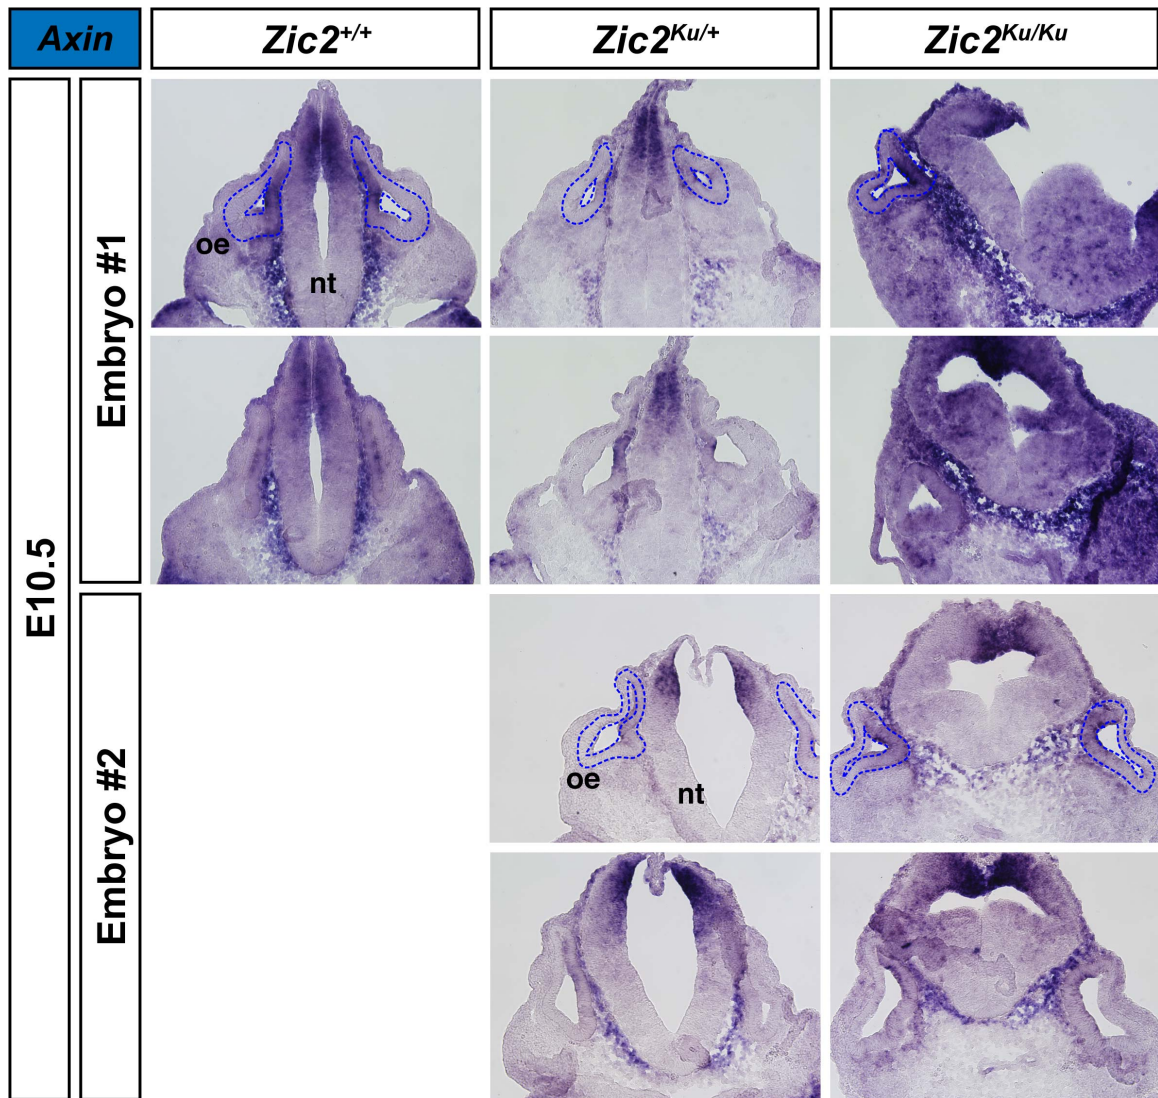 Axin
Zic2+/+
Zic2Ku/+
Zic2Ku/Ku
E10.5
Embryo #1
oe
nt
Embryo #2
oe
nt